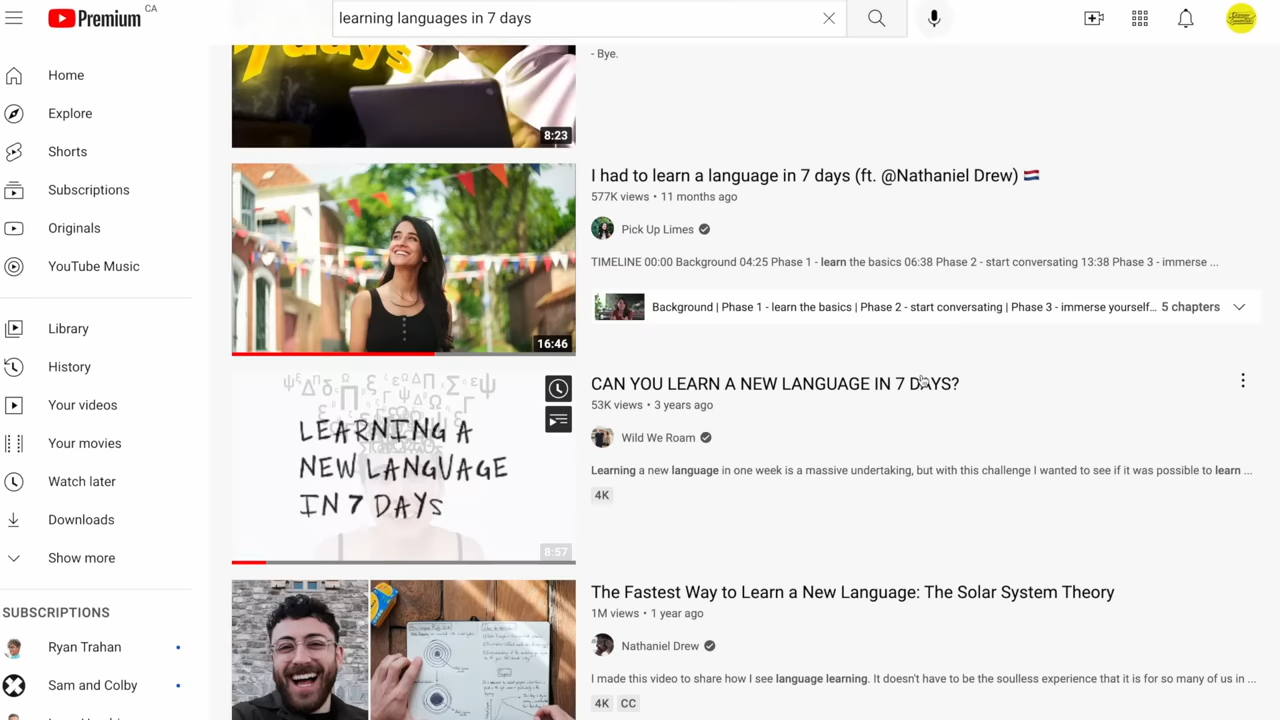 Premium CA
learning languages in 7 days
7 days
8:23
- Bye.
Home
Explore
Shorts
Subscriptions
Originals
YouTube Music
Library
History
Your videos
Your movies
Watch later
Downloads
Show more
SUBSCRIPTIONS
Ryan Trahan
Sam and Colby
16:46
I had to learn a language in 7 days (ft. @Nathaniel Drew)
577K views • 11 months ago
Pick Up Limes
TIMELINE 00:00 Background 04:25 Phase 1 - learn the basics 06:38 Phase 2 - start conversating 13:38 Phase 3 - immerse ...
Background | Phase 1 - learn the basics | Phase 2 - start conversating | Phase 3 - immerse yourself... 5 chapters
LEARNING A
NEW LANGUAGE
IN 7 DAYS
8:57
CAN YOU LEARN A NEW LANGUAGE IN 7 DAYS?
53K views • 3 years ago
Wild We Roam
Learning a new language in one week is a massive undertaking, but with this challenge I wanted to see if it was possible to learn ...
4K
The Fastest Way to Learn a New Language: The Solar System Theory
1M views • 1 year ago
Nathaniel Drew
I made this video to share how I see language learning. It doesn't have to be the soulless experience that it is for so many of us in ...
4K CC